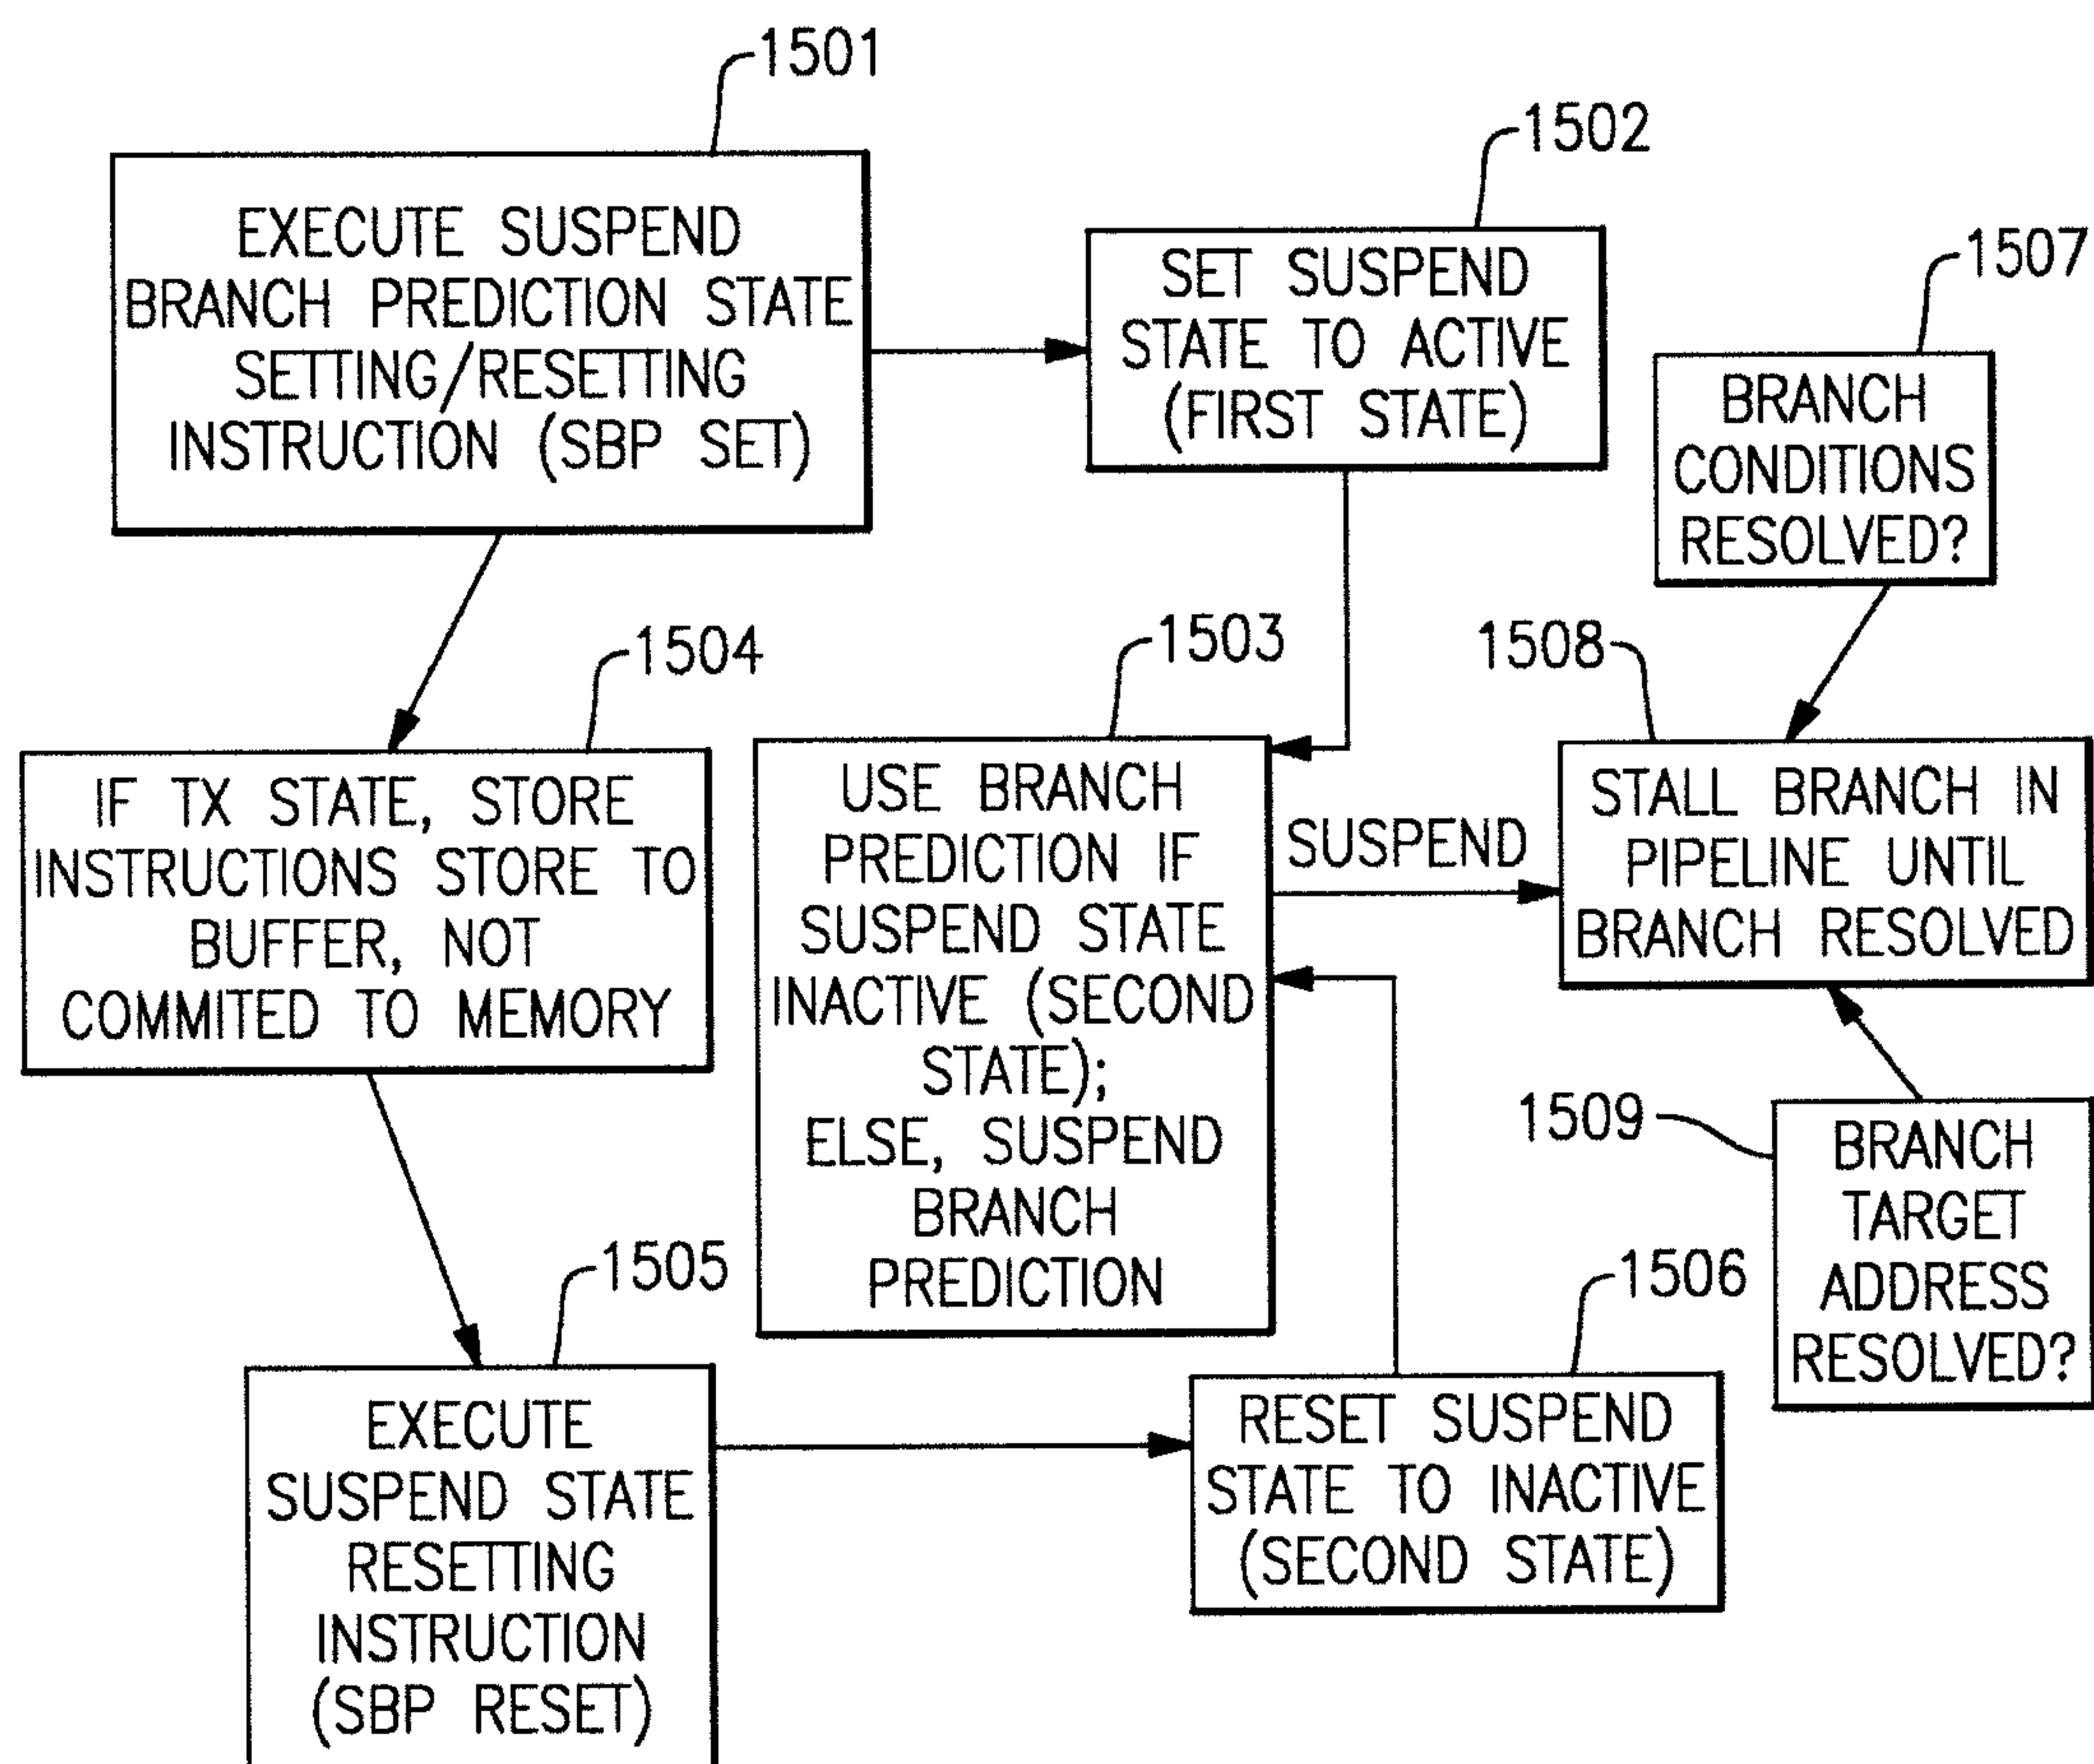 1501
EXECUTE SUSPEND
BRANCH PREDICTION STATE
SETTING/RESETTING
INSTRUCTION (SBP SET)
1502
SET SUSPEND
STATE TO ACTIVE
(FIRST STATE)
1507
BRANCH
CONDITIONS
RESOLVED?
1504
IF TX STATE, STORE
INSTRUCTIONS STORE TO
BUFFER, NOT
COMMITED TO MEMORY
1503
USE BRANCH
PREDICTION IF
SUSPEND STATE
INACTIVE (SECOND
STATE);
ELSE, SUSPEND
BRANCH
PREDICTION
SUSPEND
1508
STALL BRANCH IN
PIPELINE UNTIL
BRANCH RESOLVED
1509
BRANCH
TARGET
ADDRESS
RESOLVED?
1505
EXECUTE
SUSPEND STATE
RESETTING
INSTRUCTION
(SBP RESET)
1506
RESET SUSPEND
STATE TO INACTIVE
(SECOND STATE)